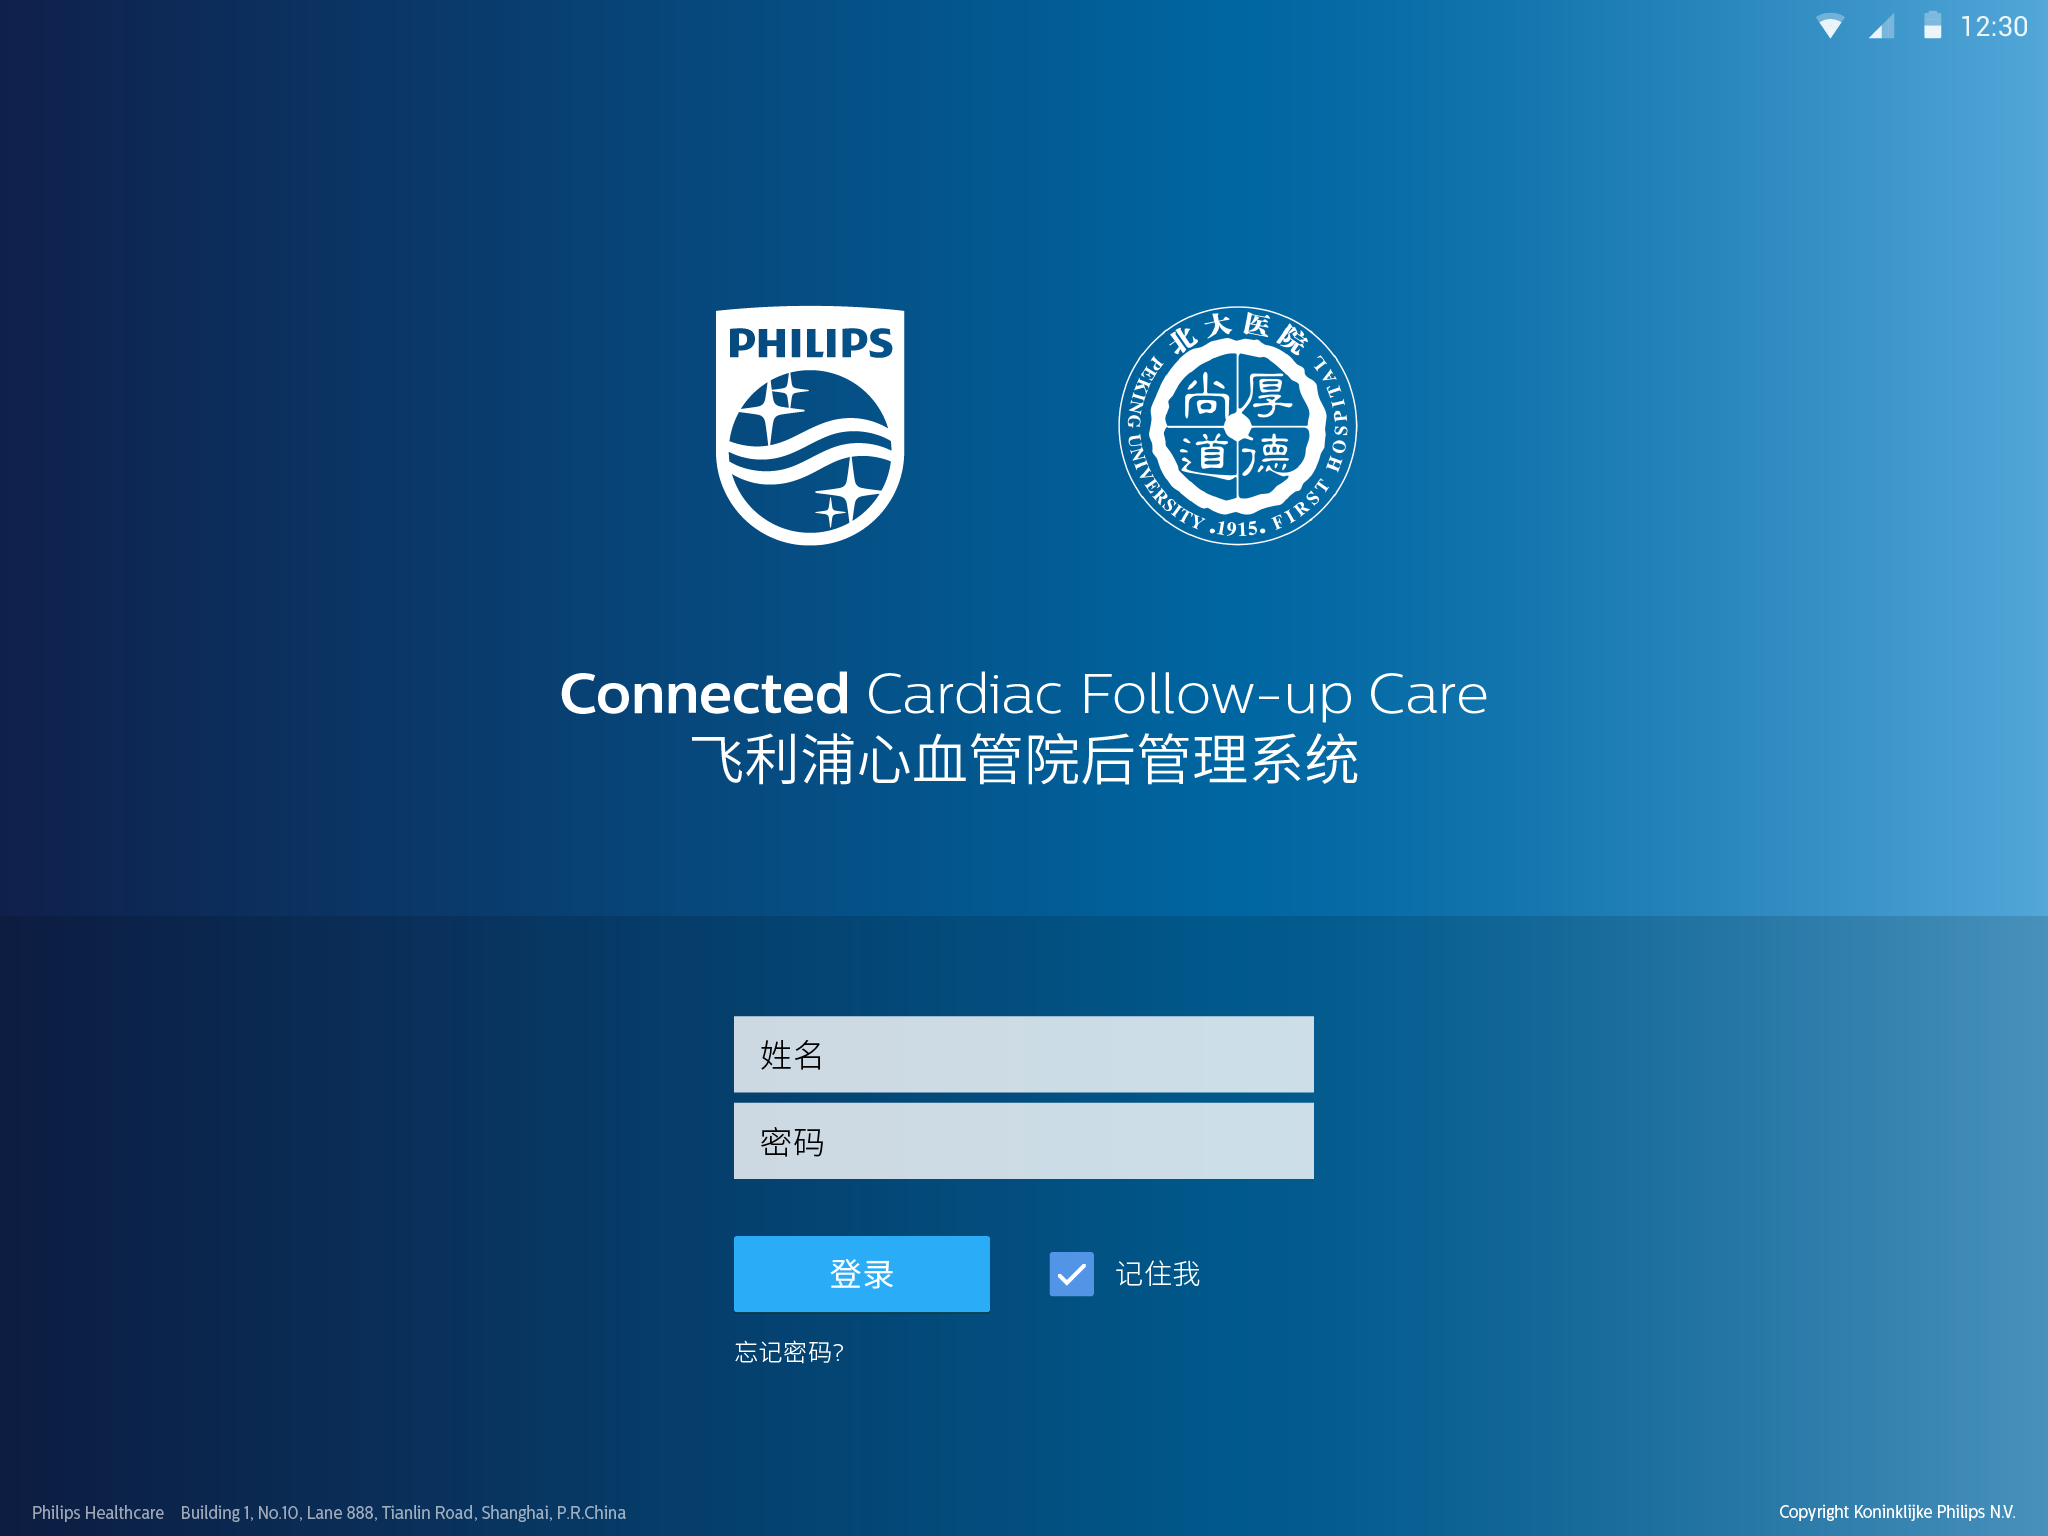 12:30
PHILIPS
北大医院
PEKING UNIVERSITY FIRST HOSPITAL
·1915·
尚厚
道德
Connected Cardiac Follow-up Care
飞利浦心血管院后管理系统
姓名
密码
登录
记住我
忘记密码?
Philips Healthcare Building 1, No.10, Lane 888, Tianlin Road, Shanghai, P.R.China
Copyright Koninklijke Philips N.V.